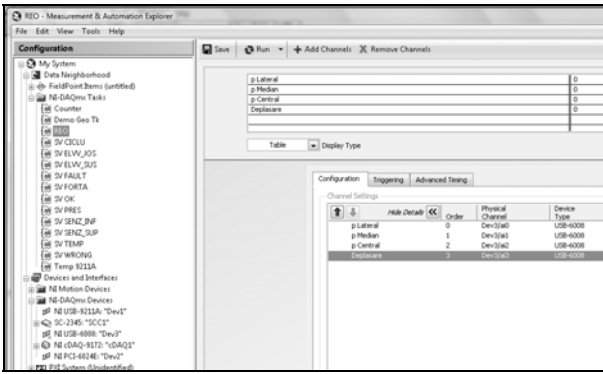 REO - Measurement & Automation Explorer
File Edit View Tools Help
Configuration
Save Run Add Channels Remove Channels
My System
Data Neighborhood
FieldPoint Items (untitled)
NI-DAQmx Tasks
Counter
Demo Geo Tk
REO
SV CICLU
SV ELVV_JOS
SV ELVV_SUS
SV FAULT
SV FORTA
SV OK
SV PRES
SV SENZ_INF
SV SENZ_SUP
SV TEMP
SV WRONG
Temp 9211A
Devices and Interfaces
NI Motion Devices
NI-DAQmx Devices
NI USB-9211A: "Dev1"
SC-2345: "SCC1"
NI USB-6008: "Dev3"
NI cDAQ-9172: "cDAQ1"
NI PCI-6024E: "Dev2"
PXI PXI System (Unidentified)
p Lateral 0
p Median 0
p Central 0
Deplasare 0
Table Display Type
Configuration Triggering Advanced Timing
Channel Settings
Hide Details << Order Physical Channel Device Type
p Lateral 0 Dev3/ai0 USB-6008
p Median 1 Dev3/ai1 USB-6008
p Central 2 Dev3/ai2 USB-6008
Deplasare 3 Dev3/ai3 USB-6008